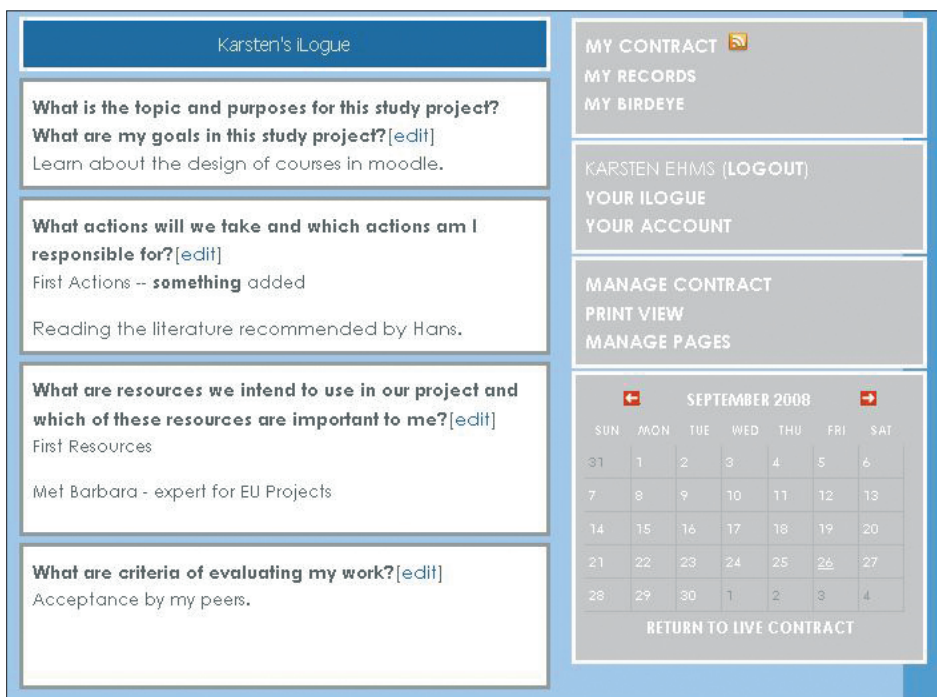 Karsten's iLogue
What is the topic and purposes for this study project?
What are my goals in this study project?[edit]
Learn about the design of courses in moodle.
What actions will we take and which actions am I
responsible for?[edit]
First Actions -- something added
Reading the literature recommended by Hans.
What are resources we intend to use in our project and
which of these resources are important to me?[edit]
First Resources
Met Barbara - expert for EU Projects
What are criteria of evaluating my work?[edit]
Acceptance by my peers.
MY CONTRACT
MY RECORDS
MY BIRDEYE
KARSTEN EHMS (LOGOUT)
YOUR ILOGUE
YOUR ACCOUNT
MANAGE CONTRACT
PRINT VIEW
MANAGE PAGES
SEPTEMBER 2008
SUN MON TUE WED THU FRI SAT
31 1 2 3 4 5 6
7 8 9 10 11 12 13
14 15 16 17 18 19 20
21 22 23 24 25 26 27
28 29 30 1 2 3 4
RETURN TO LIVE CONTRACT